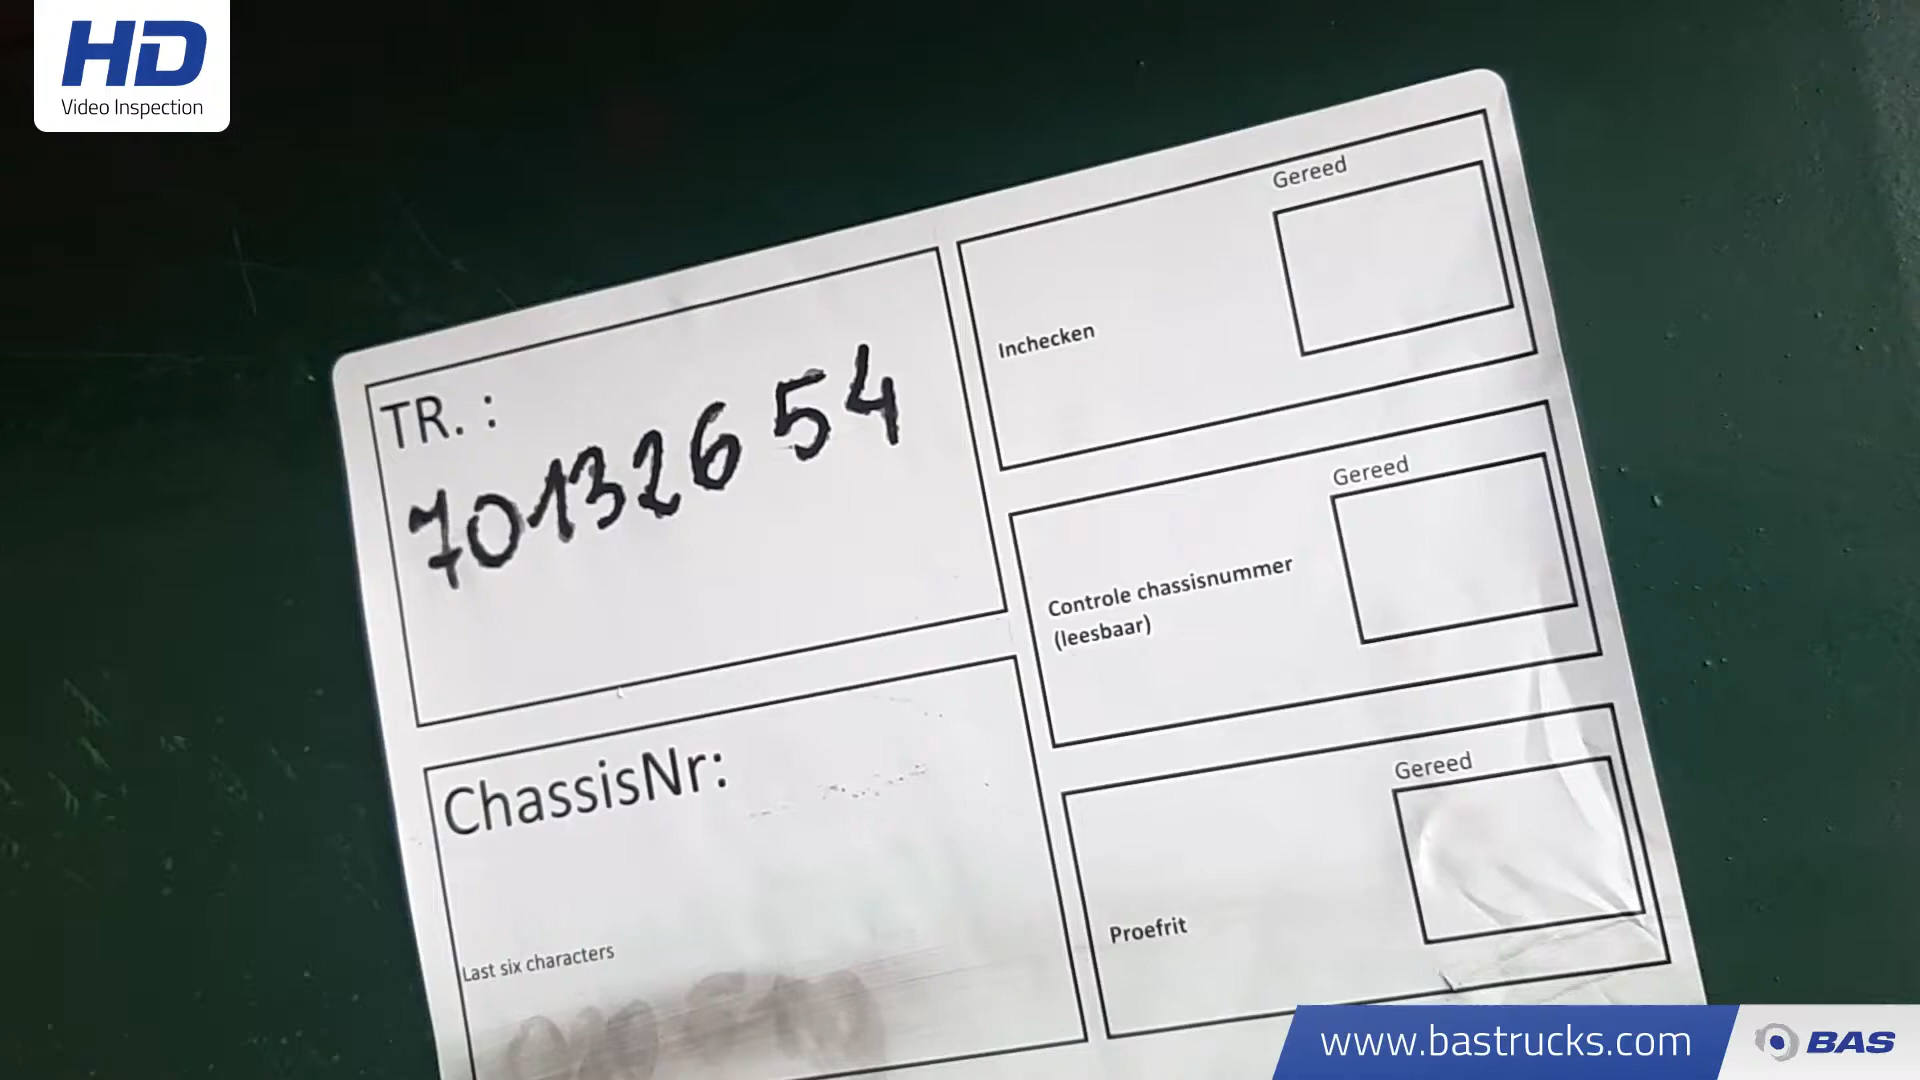 HD
Video Inspection
TR. :
70132654
ChassisNr:
Last six characters
Gereed
Inchecken
Gereed
Controle chassisnummer
(leesbaar)
Gereed
Proefrit
www.bastrucks.com
BAS